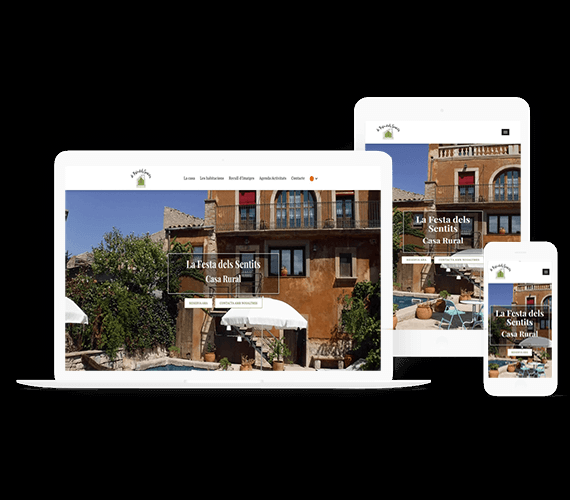 La casa Les habitacions Recull d'imatges Agenda Activitats Contacte
La Festa dels Sentits
Casa Rural
RESERVA ARA
CONTACTA AMB NOSALTRES
La Festa dels
Sentits
Casa Rural
RESERVA ARA
CONTACTA AMB NOSALTRES
La Festa dels
Sentits
Casa Rural
RESERVA ARA